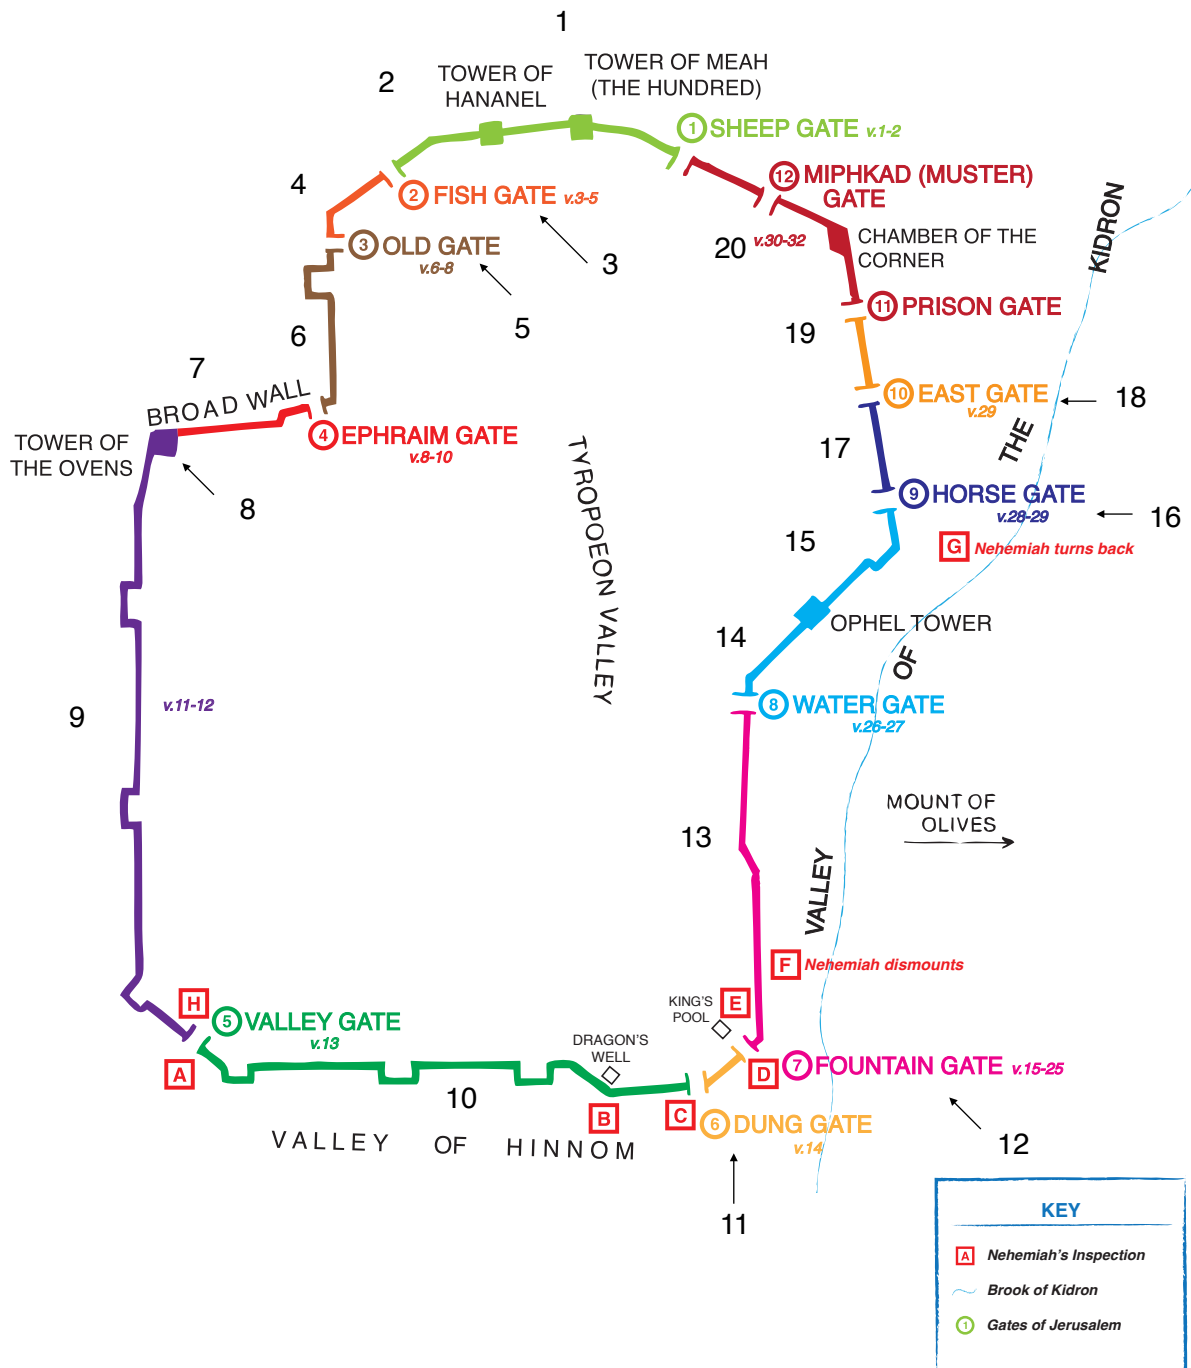 1
2
TOWER OF
HANANEL
TOWER OF MEAH
(THE HUNDRED)
1 SHEEP GATE v.1-2
12 MIPHKAD (MUSTER)
GATE
4
2 FISH GATE v.3-5
3
20
v.30-32
CHAMBER OF THE
CORNER
3 OLD GATE
v.6-8
5
6
11 PRISON GATE
19
7
BROAD WALL
10 EAST GATE
v.29
18
TOWER OF
THE OVENS
4 EPHRAIM GATE
v.8-10
8
17
9 HORSE GATE
v.28-29
16
G Nehemiah turns back
15
TYROPOEON VALLEY
OPHEL TOWER
14
8 WATER GATE
v.26-27
9
v.11-12
MOUNT OF
OLIVES
13
VALLEY OF THE KIDRON
F Nehemiah dismounts
H
KING'S
POOL
E
5 VALLEY GATE
v.13
A
DRAGON'S
WELL
D
7 FOUNTAIN GATE v.15-25
10
B
C
6 DUNG GATE
v.14
12
VALLEY OF HINNOM
11
KEY
A Nehemiah's Inspection
Brook of Kidron
1 Gates of Jerusalem